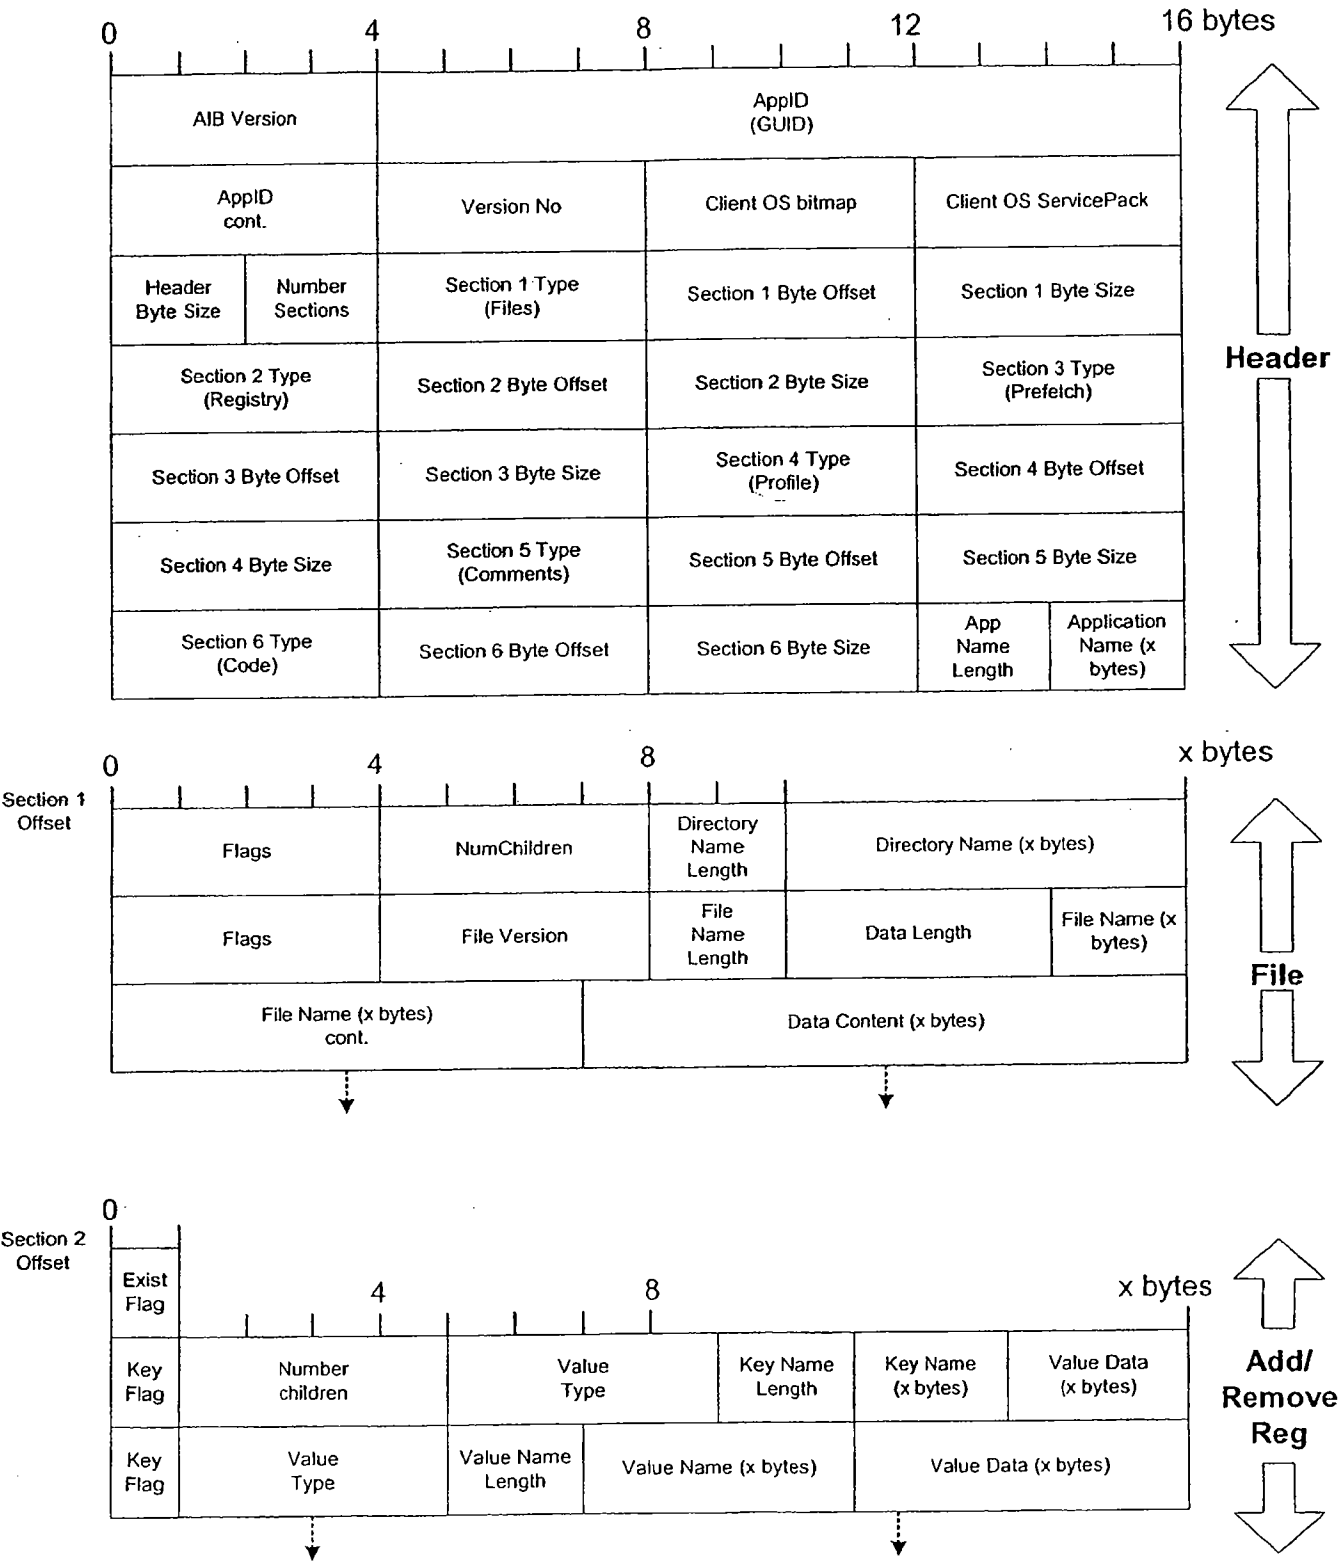 0 4 8 12 16 bytes
AIB Version
AppID
(GUID)
AppID
cont.
Version No
Client OS bitmap
Client OS ServicePack
Header
Byte Size
Number
Sections
Section 1 Type
(Files)
Section 1 Byte Offset
Section 1 Byte Size
Section 2 Type
(Registry)
Section 2 Byte Offset
Section 2 Byte Size
Section 3 Type
(Prefetch)
Header
Section 3 Byte Offset
Section 3 Byte Size
Section 4 Type
(Profile)
Section 4 Byte Offset
Section 4 Byte Size
Section 5 Type
(Comments)
Section 5 Byte Offset
Section 5 Byte Size
Section 6 Type
(Code)
Section 6 Byte Offset
Section 6 Byte Size
App
Name
Length
Application
Name (x
bytes)
0 4 8 x bytes
Section 1
Offset
Flags
NumChildren
Directory
Name
Length
Directory Name (x bytes)
Flags
File Version
File
Name
Length
Data Length
File Name (x
bytes)
File
File Name (x bytes)
cont.
Data Content (x bytes)
0
Section 2
Offset
Exist
Flag
4 8 x bytes
Key
Flag
Number
children
Value
Type
Key Name
Length
Key Name
(x bytes)
Value Data
(x bytes)
Add/
Remove
Reg
Key
Flag
Value
Type
Value Name
Length
Value Name (x bytes)
Value Data (x bytes)